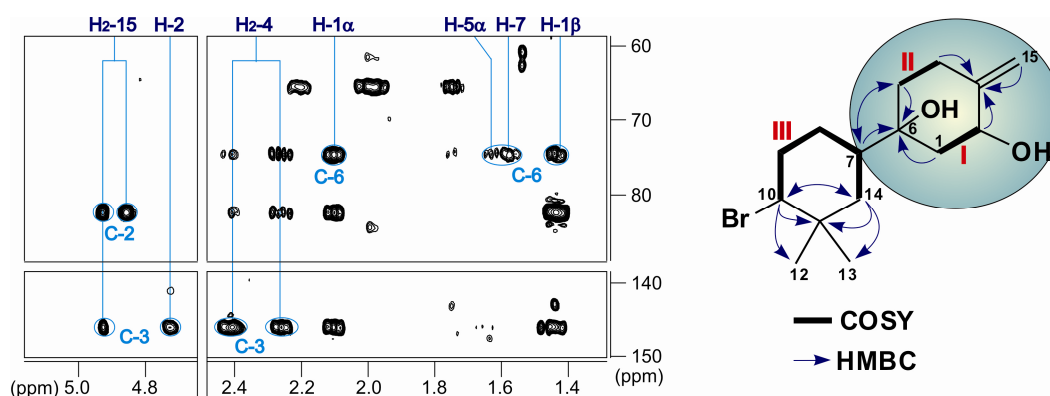 H2-15 H-2 H2-4 H-1α H-5α H-7 H-1β
60
70
80
140
150
(ppm)
C-6 C-6
C-2
C-3 C-3
(ppm) 5.0 4.8 2.4 2.2 2.0 1.8 1.6 1.4
15
II
OH
6
III
1
I
OH
7
10
14
Br
12 13
COSY
HMBC